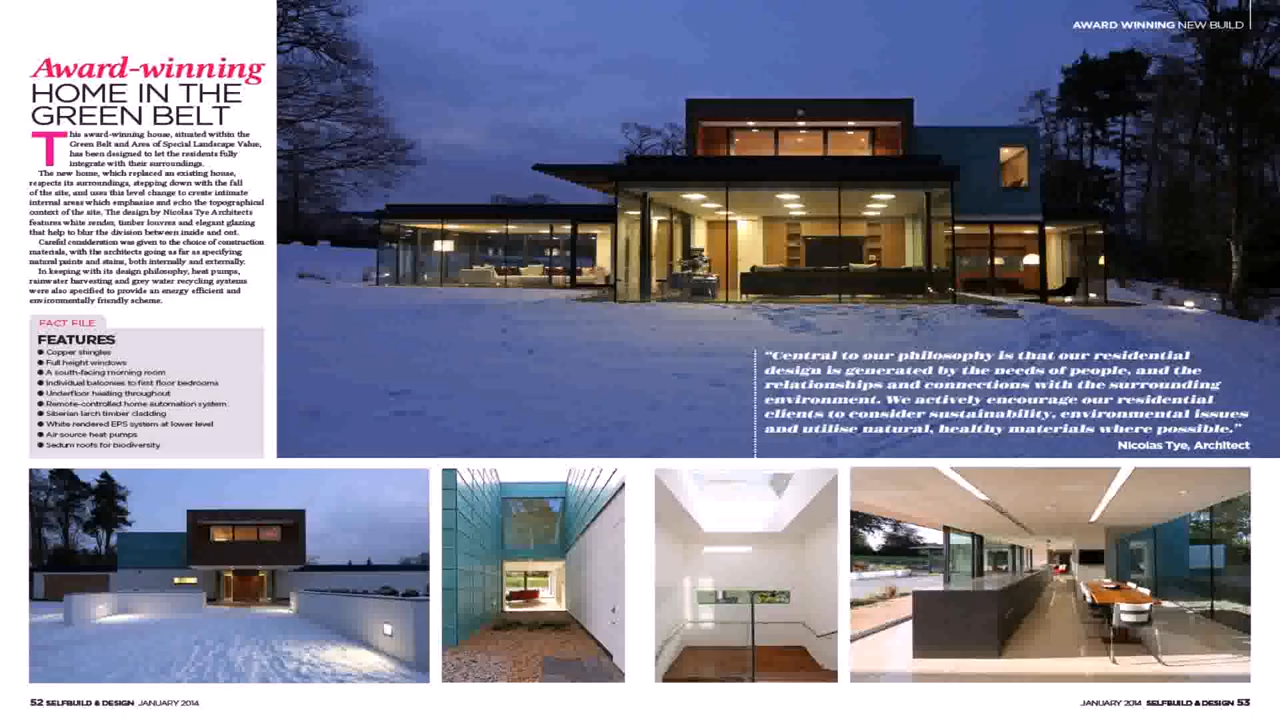 AWARD WINNING NEW BUILD
Award-winning
HOME IN THE
GREEN BELT
This award-winning house, situated within the
Green Belt and Area of Special Landscape Value,
has been designed to let the residents fully
integrate with their surroundings.
The new home, which replaced an existing house,
respects its surroundings, stepping down with the fall
of the site, and uses this level change to create intimate
internal areas which emphasise and echo the topographical
context of the site. The design by Nicolas Tye Architects
features white render, timber louvres and elegant glazing
that help to blur the division between inside and out.
Careful consideration was given to the choice of construction
materials, with the architects going as far as specifying
natural paints and stains, both internally and externally.
In keeping with its design philosophy, heat pumps,
rainwater harvesting and grey water recycling systems
were also specified to provide an energy efficient and
environmentally friendly scheme.
FACT FILE
FEATURES
● Copper shingles
● Full height windows
● A south-facing morning room
● Individual balconies to first floor bedrooms
● Underfloor heating throughout
● Remote-controlled home automation system
● Siberian larch timber cladding
● White rendered EPS system at lower level
● Air source heat pumps
● Sedum roofs for biodiversity
“Central to our philosophy is that our residential
design is generated by the needs of people, and the
relationships and connections with the surrounding
environment. We actively encourage our residential
clients to consider sustainability, environmental issues
and utilise natural, healthy materials where possible.”
Nicolas Tye, Architect
52 SELFBUILD & DESIGN JANUARY 2014
JANUARY 2014 SELFBUILD & DESIGN 53